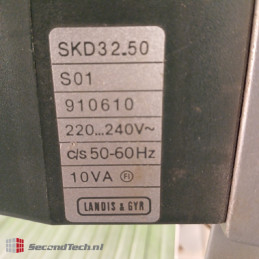 SKD32.50
S01
910610
220...240V~
c/s 50-60Hz
10VA
LANDIS & GYR
SecondTech.nl